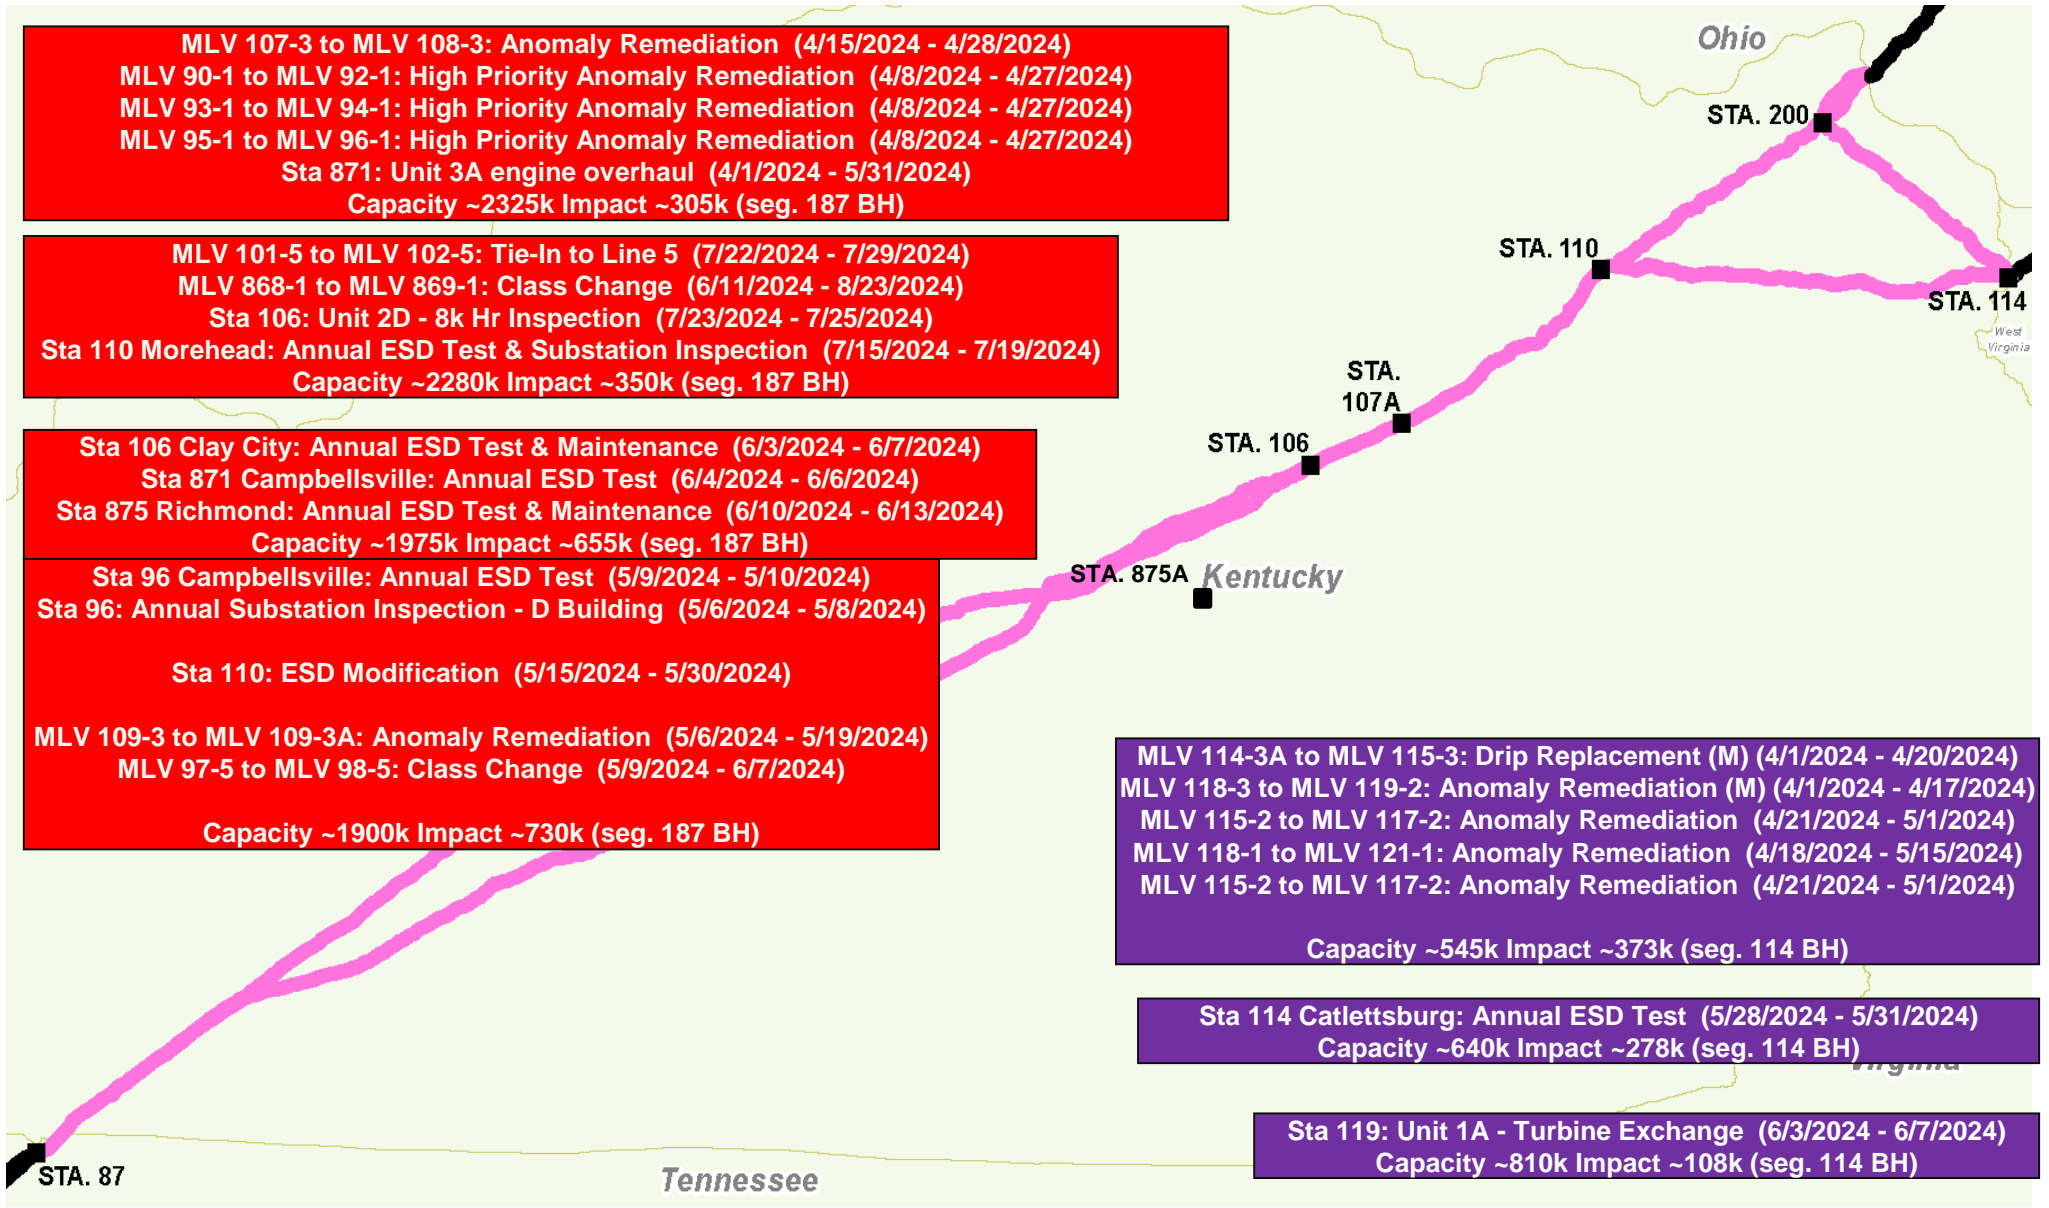 MLV 107-3 to MLV 108-3: Anomaly Remediation (4/15/2024 - 4/28/2024)
MLV 90-1 to MLV 92-1: High Priority Anomaly Remediation (4/8/2024 - 4/27/2024)
MLV 93-1 to MLV 94-1: High Priority Anomaly Remediation (4/8/2024 - 4/27/2024)
MLV 95-1 to MLV 96-1: High Priority Anomaly Remediation (4/8/2024 - 4/27/2024)
Sta 871: Unit 3A engine overhaul (4/1/2024 - 5/31/2024)
Capacity ~2325k Impact ~305k (seg. 187 BH)
Ohio
STA. 200
MLV 101-5 to MLV 102-5: Tie-In to Line 5 (7/22/2024 - 7/29/2024)
MLV 868-1 to MLV 869-1: Class Change (6/11/2024 - 8/23/2024)
Sta 106: Unit 2D - 8k Hr Inspection (7/23/2024 - 7/25/2024)
Sta 110 Morehead: Annual ESD Test & Substation Inspection (7/15/2024 - 7/19/2024)
Capacity ~2280k Impact ~350k (seg. 187 BH)
STA. 110
STA. 114
West
Virginia
STA.
107A
STA. 106
Sta 106 Clay City: Annual ESD Test & Maintenance (6/3/2024 - 6/7/2024)
Sta 871 Campbellsville: Annual ESD Test (6/4/2024 - 6/6/2024)
Sta 875 Richmond: Annual ESD Test & Maintenance (6/10/2024 - 6/13/2024)
Capacity ~1975k Impact ~655k (seg. 187 BH)
STA. 875A
Kentucky
Sta 96 Campbellsville: Annual ESD Test (5/9/2024 - 5/10/2024)
Sta 96: Annual Substation Inspection - D Building (5/6/2024 - 5/8/2024)
Sta 110: ESD Modification (5/15/2024 - 5/30/2024)
MLV 109-3 to MLV 109-3A: Anomaly Remediation (5/6/2024 - 5/19/2024)
MLV 97-5 to MLV 98-5: Class Change (5/9/2024 - 6/7/2024)
Capacity ~1900k Impact ~730k (seg. 187 BH)
MLV 114-3A to MLV 115-3: Drip Replacement (M) (4/1/2024 - 4/20/2024)
MLV 118-3 to MLV 119-2: Anomaly Remediation (M) (4/1/2024 - 4/17/2024)
MLV 115-2 to MLV 117-2: Anomaly Remediation (4/21/2024 - 5/1/2024)
MLV 118-1 to MLV 121-1: Anomaly Remediation (4/18/2024 - 5/15/2024)
MLV 115-2 to MLV 117-2: Anomaly Remediation (4/21/2024 - 5/1/2024)
Capacity ~545k Impact ~373k (seg. 114 BH)
Sta 114 Catlettsburg: Annual ESD Test (5/28/2024 - 5/31/2024)
Capacity ~640k Impact ~278k (seg. 114 BH)
Virginia
Sta 119: Unit 1A - Turbine Exchange (6/3/2024 - 6/7/2024)
Capacity ~810k Impact ~108k (seg. 114 BH)
STA. 87
Tennessee